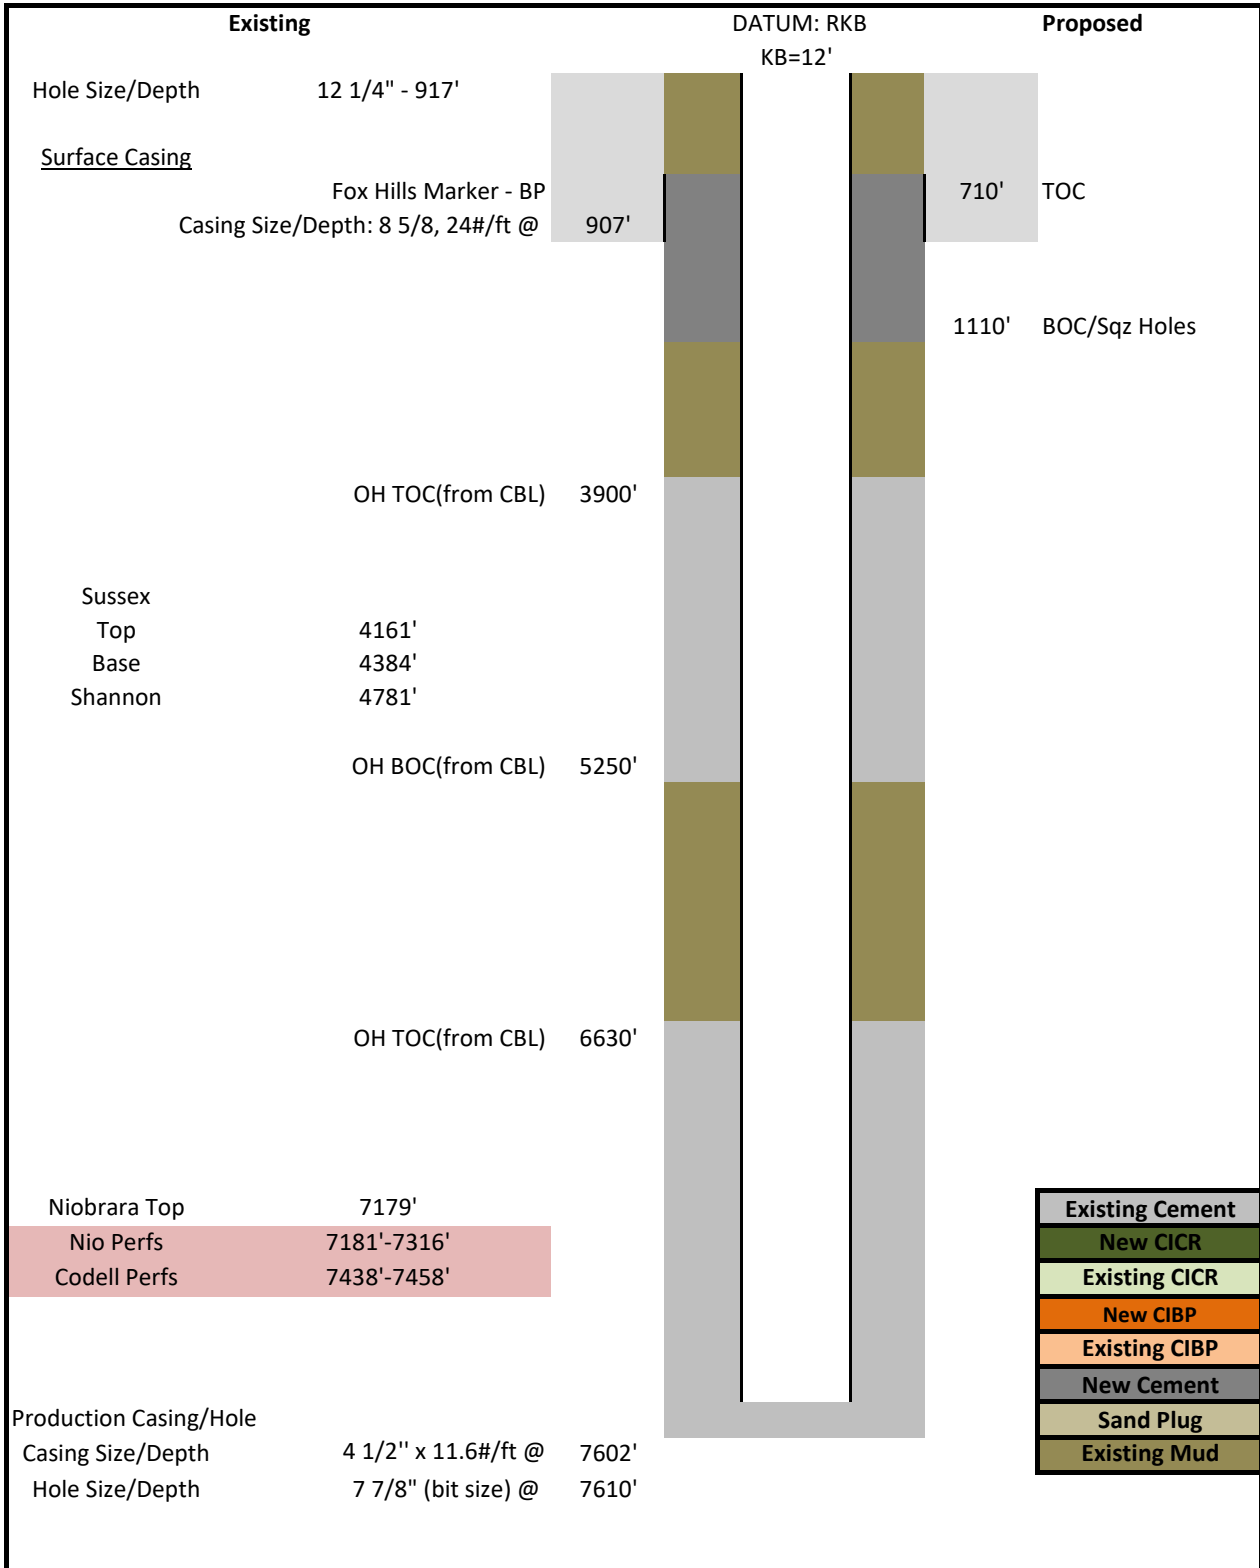 Existing DATUM: RKB Proposed
KB=12'
Hole Size/Depth 12 1/4" - 917'
Surface Casing
Fox Hills Marker - BP 710' TOC
Casing Size/Depth: 8 5/8, 24#/ft @ 907'
1110' BOC/Sqz Holes
OH TOC(from CBL) 3900'
Sussex
Top 4161'
Base 4384'
Shannon 4781'
OH BOC(from CBL) 5250'
OH TOC(from CBL) 6630'
Niobrara Top 7179'
Nio Perfs 7181'-7316'
Codell Perfs 7438'-7458'
Existing Cement
New CICR
Existing CICR
New CIBP
Existing CIBP
New Cement
Sand Plug
Existing Mud
Production Casing/Hole
Casing Size/Depth 4 1/2'' x 11.6#/ft @ 7602'
Hole Size/Depth 7 7/8" (bit size) @ 7610'